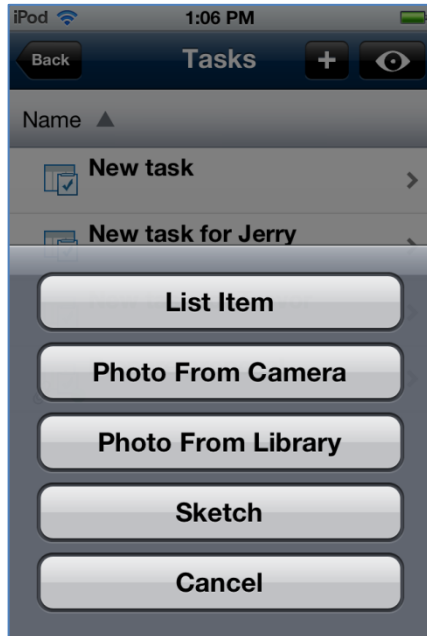 iPod 1:06 PM
Back Tasks +
Name ▲
New task
New task for Jerry
List Item
Photo From Camera
Photo From Library
Sketch
Cancel